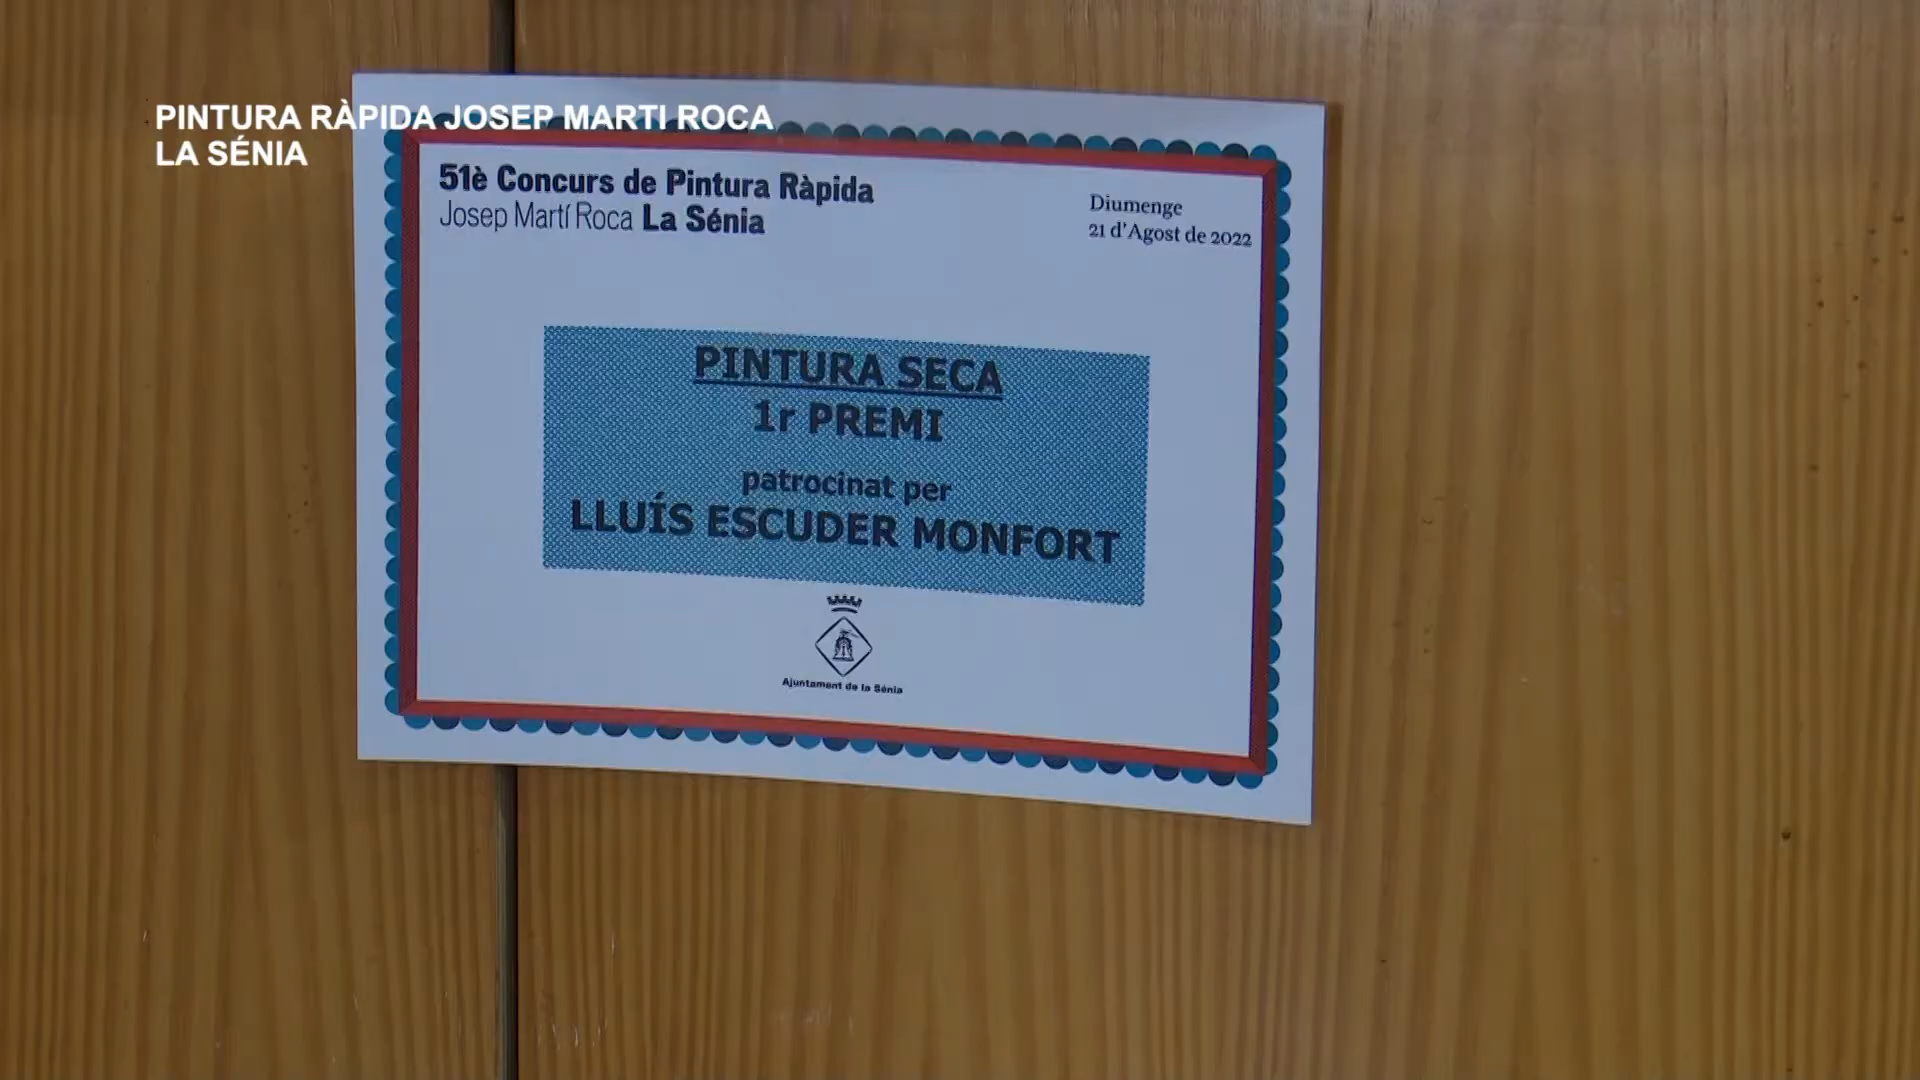 PINTURA RÀPIDA JOSEP MARTI ROCA
LA SÉNIA
51è Concurs de Pintura Ràpida
Josep Martí Roca La Sénia
Diumenge
21 d'Agost de 2022
PINTURA SECA
1r PREMI
patrocinat per
LLUÍS ESCUDER MONFORT
Ajuntament de la Sénia